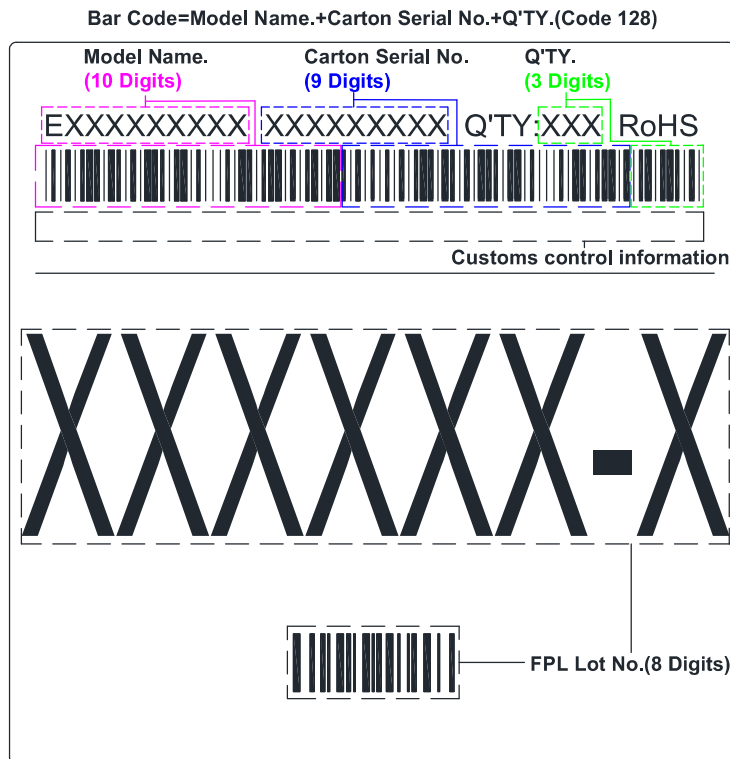 Bar Code=Model Name.+Carton Serial No.+Q'TY.(Code 128)
Model Name. Carton Serial No. Q'TY.
(10 Digits) (9 Digits) (3 Digits)
EXXXXXXXXX XXXXXXXXX Q'TY:XXX RoHS
Customs control information
XXXXXX-X
FPL Lot No.(8 Digits)